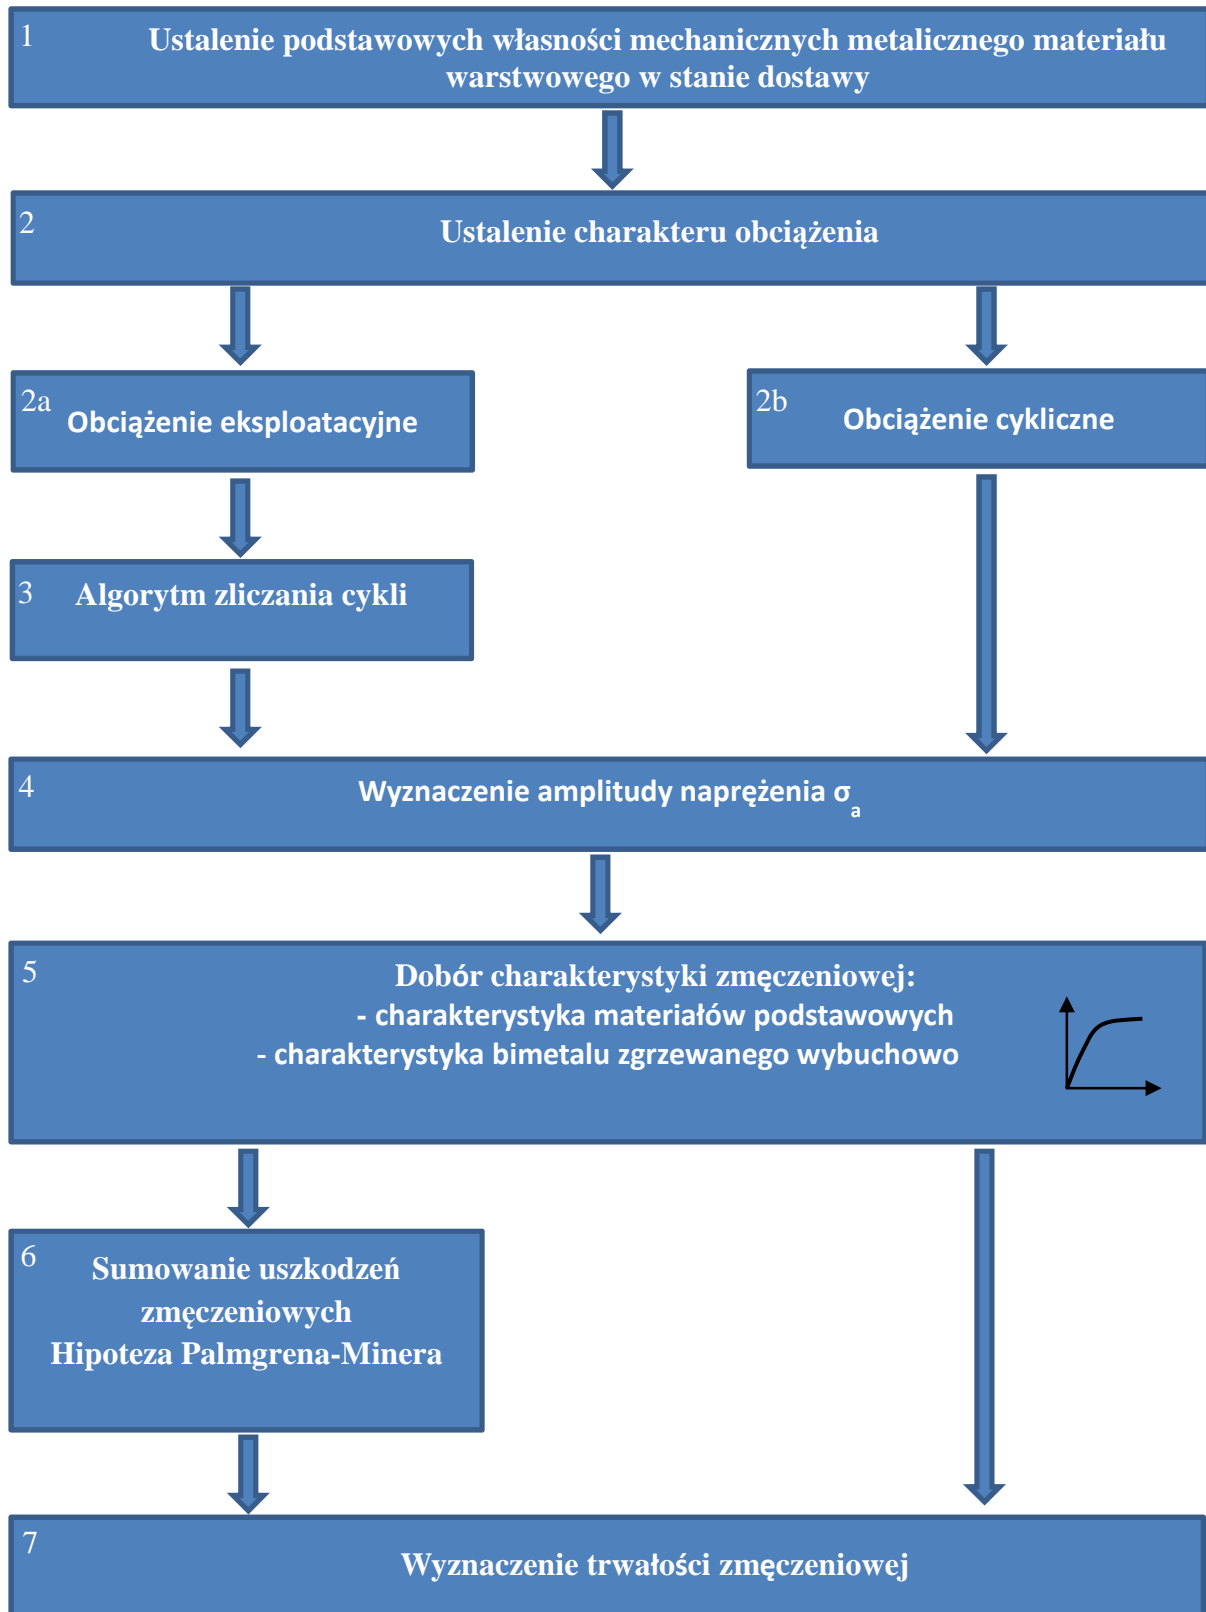 1
Ustalenie podstawowych własności mechanicznych metalicznego materiału
warstwowego w stanie dostawy
2
Ustalenie charakteru obciążenia
2a
Obciążenie eksploatacyjne
2b
Obciążenie cykliczne
3
Algorytm zliczania cykli
4
Wyznaczenie amplitudy naprężenia σa
5
Dobór charakterystyki zmęczeniowej:
- charakterystyka materiałów podstawowych
- charakterystyka bimetalu zgrzewanego wybuchowo
6
Sumowanie uszkodzeń
zmęczeniowych
Hipoteza Palmgrena-Minera
7
Wyznaczenie trwałości zmęczeniowej